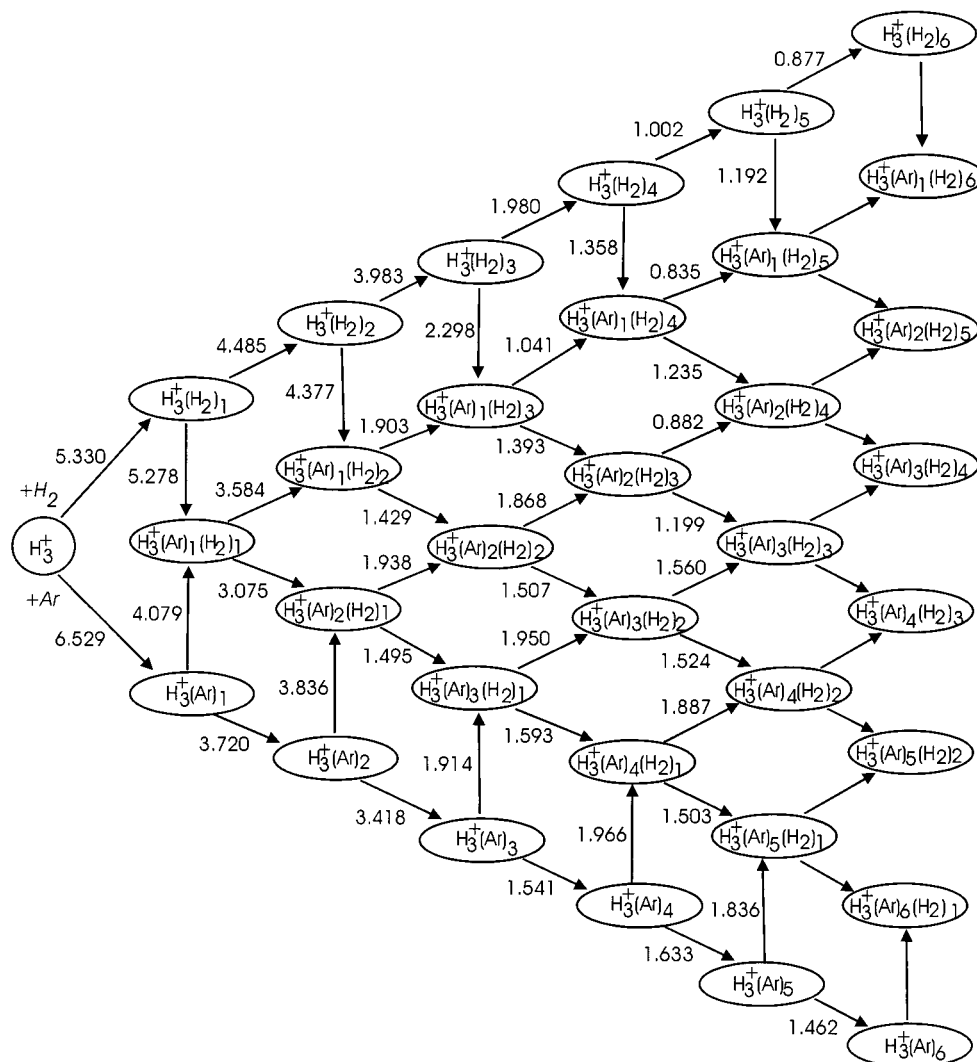 H₃⁺(H₂)₆
0.877
H₃⁺(H₂)₅
1.002
H₃⁺(H₂)₄
1.192
H₃⁺(Ar)₁(H₂)₆
1.980
1.358
H₃⁺(H₂)₃
H₃⁺(Ar)₁(H₂)₅
3.983
0.835
H₃⁺(H₂)₂
2.298
H₃⁺(Ar)₁(H₂)₄
H₃⁺(Ar)₂(H₂)₅
4.485
1.041
4.377
1.235
H₃⁺(H₂)₁
H₃⁺(Ar)₁(H₂)₃
H₃⁺(Ar)₂(H₂)₄
1.903
0.882
5.330
5.278
1.393
H₃⁺(Ar)₁(H₂)₂
H₃⁺(Ar)₂(H₂)₃
H₃⁺(Ar)₃(H₂)₄
+H₂
3.584
1.868
1.429
1.199
H₃⁺
H₃⁺(Ar)₁(H₂)₁
H₃⁺(Ar)₂(H₂)₂
H₃⁺(Ar)₃(H₂)₃
1.938
1.560
+Ar
3.075
1.507
4.079
H₃⁺(Ar)₂(H₂)₁
H₃⁺(Ar)₃(H₂)₂
H₃⁺(Ar)₄(H₂)₃
6.529
1.950
1.495
1.524
H₃⁺(Ar)₁
3.836
H₃⁺(Ar)₃(H₂)₁
H₃⁺(Ar)₄(H₂)₂
1.887
3.720
1.593
H₃⁺(Ar)₂
1.914
H₃⁺(Ar)₄(H₂)₁
H₃⁺(Ar)₅(H₂)₂
3.418
1.503
H₃⁺(Ar)₃
1.966
H₃⁺(Ar)₅(H₂)₁
1.541
H₃⁺(Ar)₄
1.836
H₃⁺(Ar)₆(H₂)₁
1.633
H₃⁺(Ar)₅
1.462
H₃⁺(Ar)₆